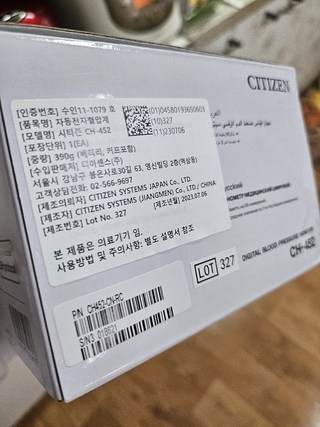 CITIZEN
[인증번호] 수인11-1079 호
[품목명] 자동전자혈압계
[모델명] 시티즌 CH-452
[포장단위] 1(EA)
[중량] 390g (배터리, 커프포함)
[수입판매자] 디아센스(주)
서울시 강남구 봉은사로30길 63, 영신빌딩 2층(역삼동)
고객상담전화: 02-566-9697
[제조의뢰자] CITIZEN SYSTEMS JAPAN Co., LTD.
[제조자] CITIZEN SYSTEMS (JIANGMEN) CO., LTD./ CHINA
[제조번호] Lot No. 327 [제조년월] 2023.07.06
본 제품은 의료기기 임.
사용방법 및 주의사항: 별도 설명서 참조
(01)04580193650603
(10)327
(11)230706
LOT 327
DIGITAL BLOOD PRESSURE MONITOR
CH-452
P/N CH452-CN-RC
S/N3 018621